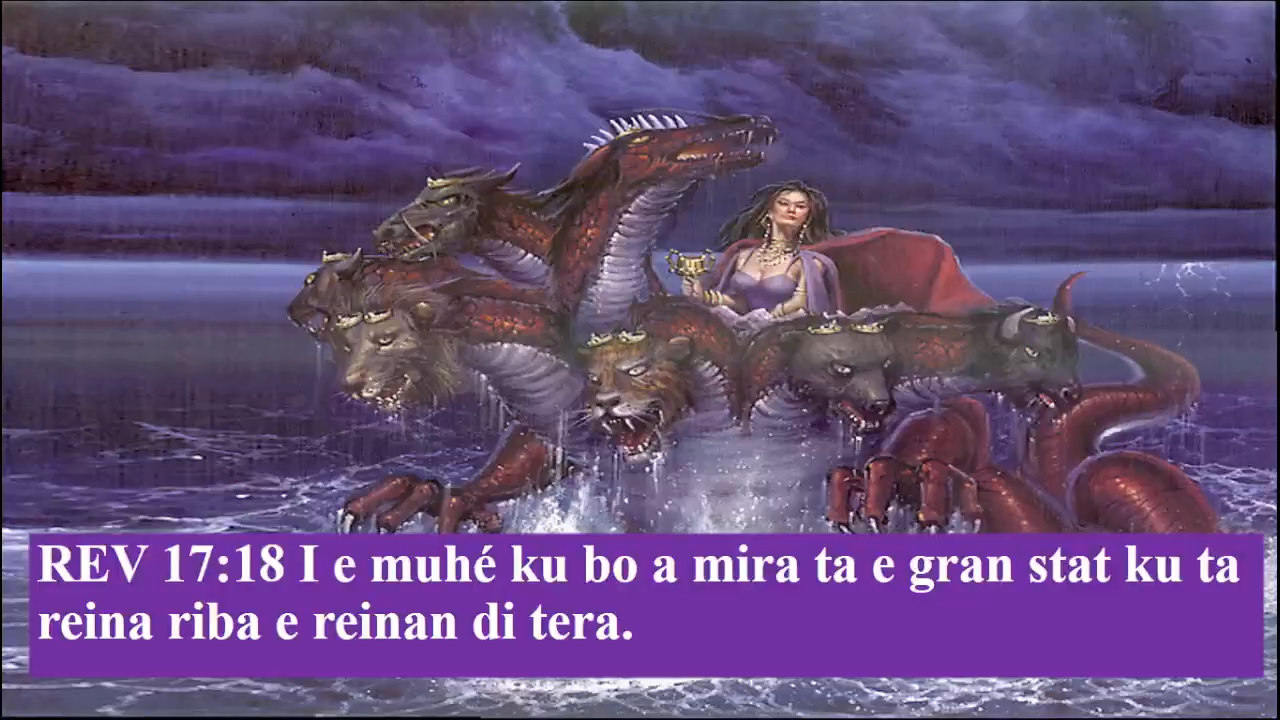 REV 17:18 I e muhé ku bo a mira ta e gran stat ku ta
reina riba e reinan di tera.